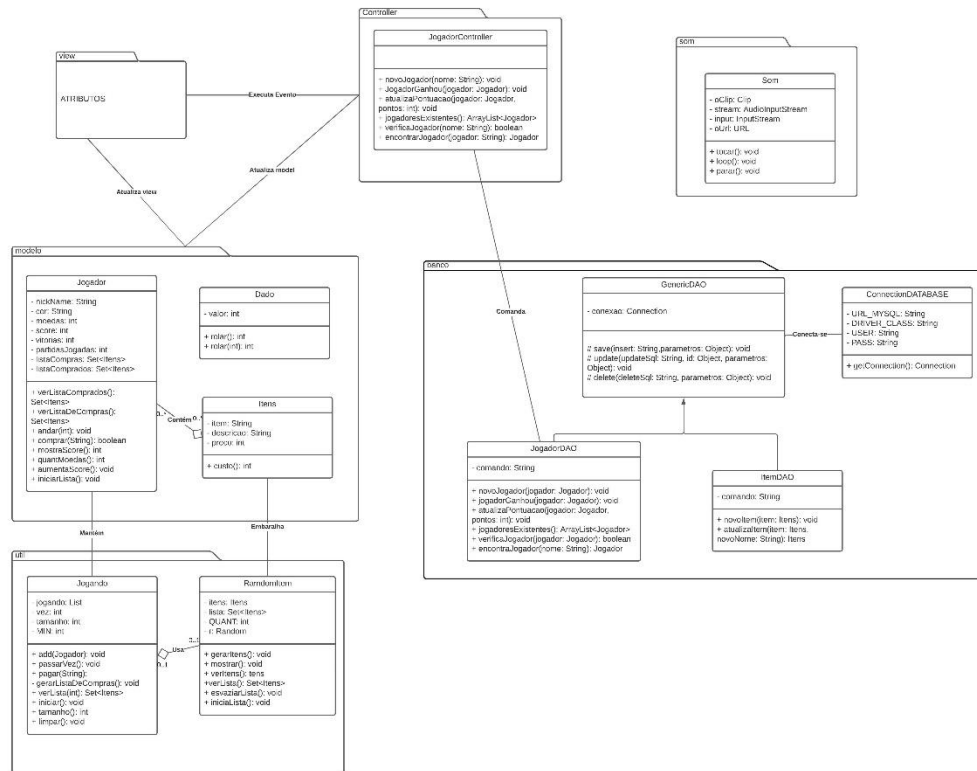 view
ATRIBUTOS
Executa Evento
Atualiza view
Atualiza model
Controller
JogadorController
+ novoJogador(nome: String): void
+ JogadorGanhou(jogador: Jogador): void
+ atualizaPontuacao(jogador: Jogador,
pontos: int): void
+ jogadoresExistentes(): ArrayList<Jogador>
+ verificaJogador(nome: String): boolean
+ encontrarJogador(jogador: String): Jogador
som
Som
- oClip: Clip
- stream: AudioInputStream
- input: InputStream
- oUrl: URL
+ tocar(): void
+ loop(): void
+ parar(): void
modelo
Jogador
- nickName: String
- cor: String
- moedas: int
- score: int
- vitorias: int
- partidasJogadas: int
- listaCompras: Set<Itens>
- listaComprados: Set<Itens>
+ verListaComprados():
Set<Itens>
+ verListaDeCompras():
Set<Itens>
+ andar(int): void
+ comprar(String): boolean
+ mostraScore(): int
+ quantMoedas(): int
+ aumentaScore(): void
+ iniciarLista(): void
Dado
- valor: int
+ rolar(): int
+ rolar(int): int
0..*
Contém
0..*
Itens
- item: String
- descricao: String
- preco: int
+ custo(): int
Mantém
Embaralha
Comanda
banco
GenericDAO
- conexao: Connection
# save(insert: String,parametros: Object): void
# update(updateSql: String, id: Object, parametros:
Object): void
# delete(deleteSql: String, parametros: Object): void
Conecta se
ConnectionDATABASE
- URL_MYSQL: String
- DRIVER_CLASS: String
- USER: String
- PASS: String
+ getConnection(): Connection
JogadorDAO
- comando: String
+ novoJogador(jogador: Jogador): void
+ jogadorGanhou(jogador: Jogador): void
+ atualizaPontuacao(jogador: Jogador,
pontos: int): void
+ jogadoresExistentes(): ArrayList<Jogador>
+ verificaJogador(jogador: Jogador): boolean
+ encontraJogador(nome: String): Jogador
ItemDAO
- comando: String
+ novoItem(item: Itens): void
+ atualizaItem(item: Itens,
novoNome: String): Itens
util
Jogando
- jogando: List
- vez: int
- tamanho: int
- MIN: int
+ add(Jogador): void
+ passarVez(): void
+ pagar(String):
- gerarListaDeCompras(): void
+ verLista(int): Set<Itens>
+ iniciar(): void
+ tamanho(): int
+ limpar(): void
0..1
Usa
RamdomItem
- itens: Itens
- lista: Set<Itens>
- QUANT: int
- r: Random
+ gerarItens(): void
+ mostrar(): void
+ verItens(): tens
+verLista(): Set<Itens>
+ esvaziarLista(): void
+ iniciaLista(): void